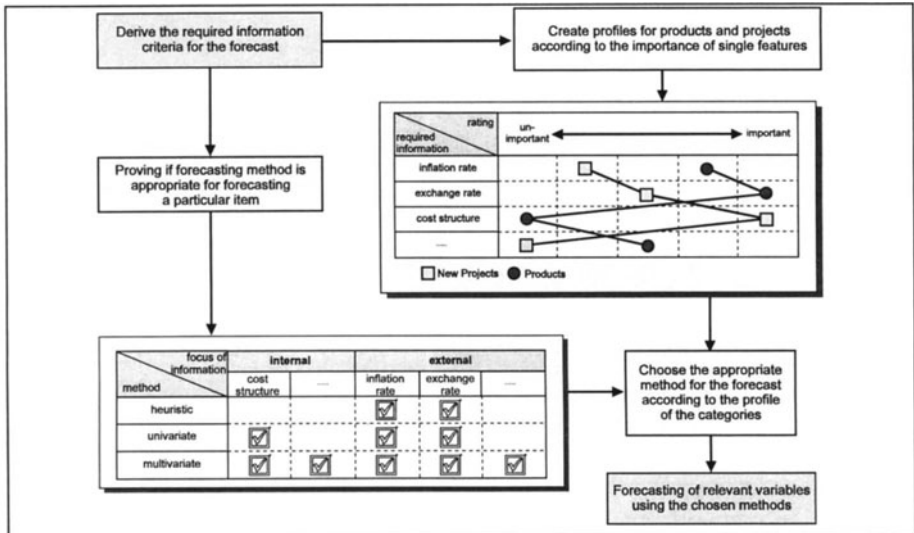 Derive the required information
criteria for the forecast
Create profiles for products and projects
according to the importance of single features
rating
required
information
un-
important
important
inflation rate
exchange rate
cost structure
....
New Projects
Products
Proving if forecasting method is
appropriate for forecasting
a particular item
focus of
information
method
internal
external
cost
structure
....
inflation
rate
exchange
rate
....
heuristic
univariate
multivariate
Choose the appropriate
method for the forecast
according to the profile
of the categories
Forecasting of relevant variables
using the chosen methods